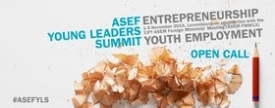 ASEF ENTREPRENEURSHIP
YOUNG LEADERS
SUMMIT YOUTH EMPLOYMENT
OPEN CALL
#ASEFYLS